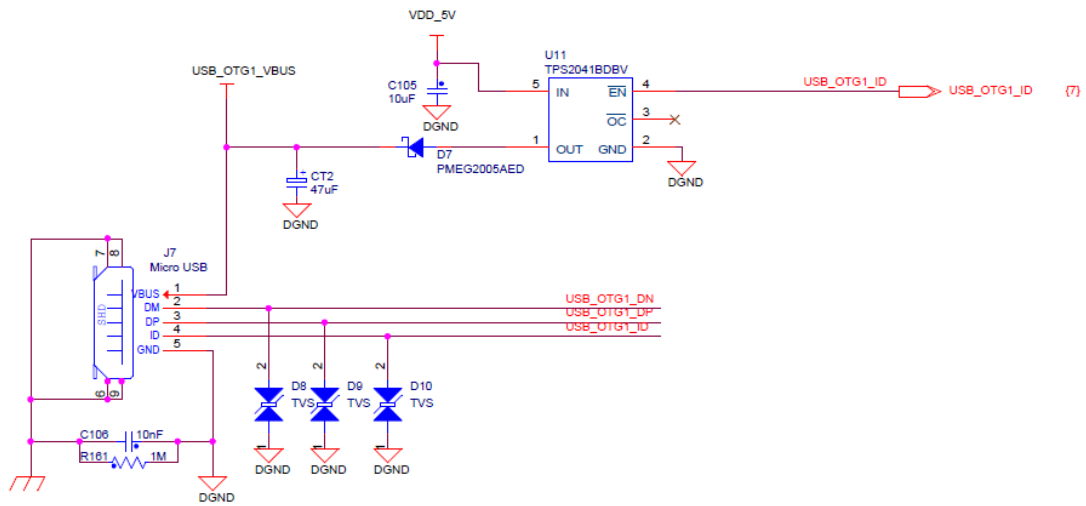 VDD_5V
U11
TPS2041BDBV
USB_OTG1_VBUS
C105
10uF
5 IN
EN 4
USB_OTG1_ID
USB_OTG1_ID {7}
DGND
OC 3
1 OUT
GND 2
D7
PMEG2005AED
DGND
CT2
47uF
+
DGND
J7
Micro USB
7 8
SHD
VBUS 1
DM 2
DP 3
ID 4
GND 5
6 9
USB_OTG1_DN
USB_OTG1_DP
USB_OTG1_ID
2 2 2
D8 D9 D10
TVS TVS TVS
1 1 1
DGND DGND DGND
C106 10nF
R161 1M
DGND